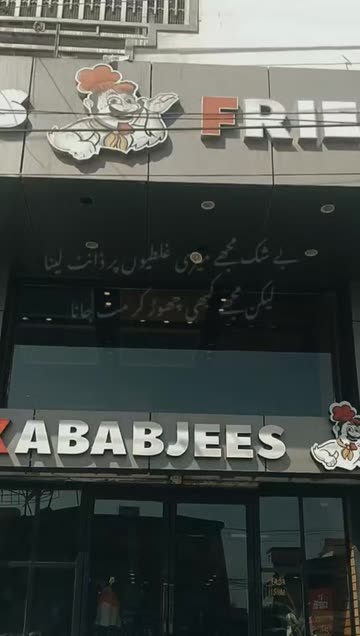 S FRIE
بے شک مجھے میری غلطیوں پر ڈانٹ لینا
لیکن مجھے کبھی چھوڑ کر مت جانا
KABABJEES